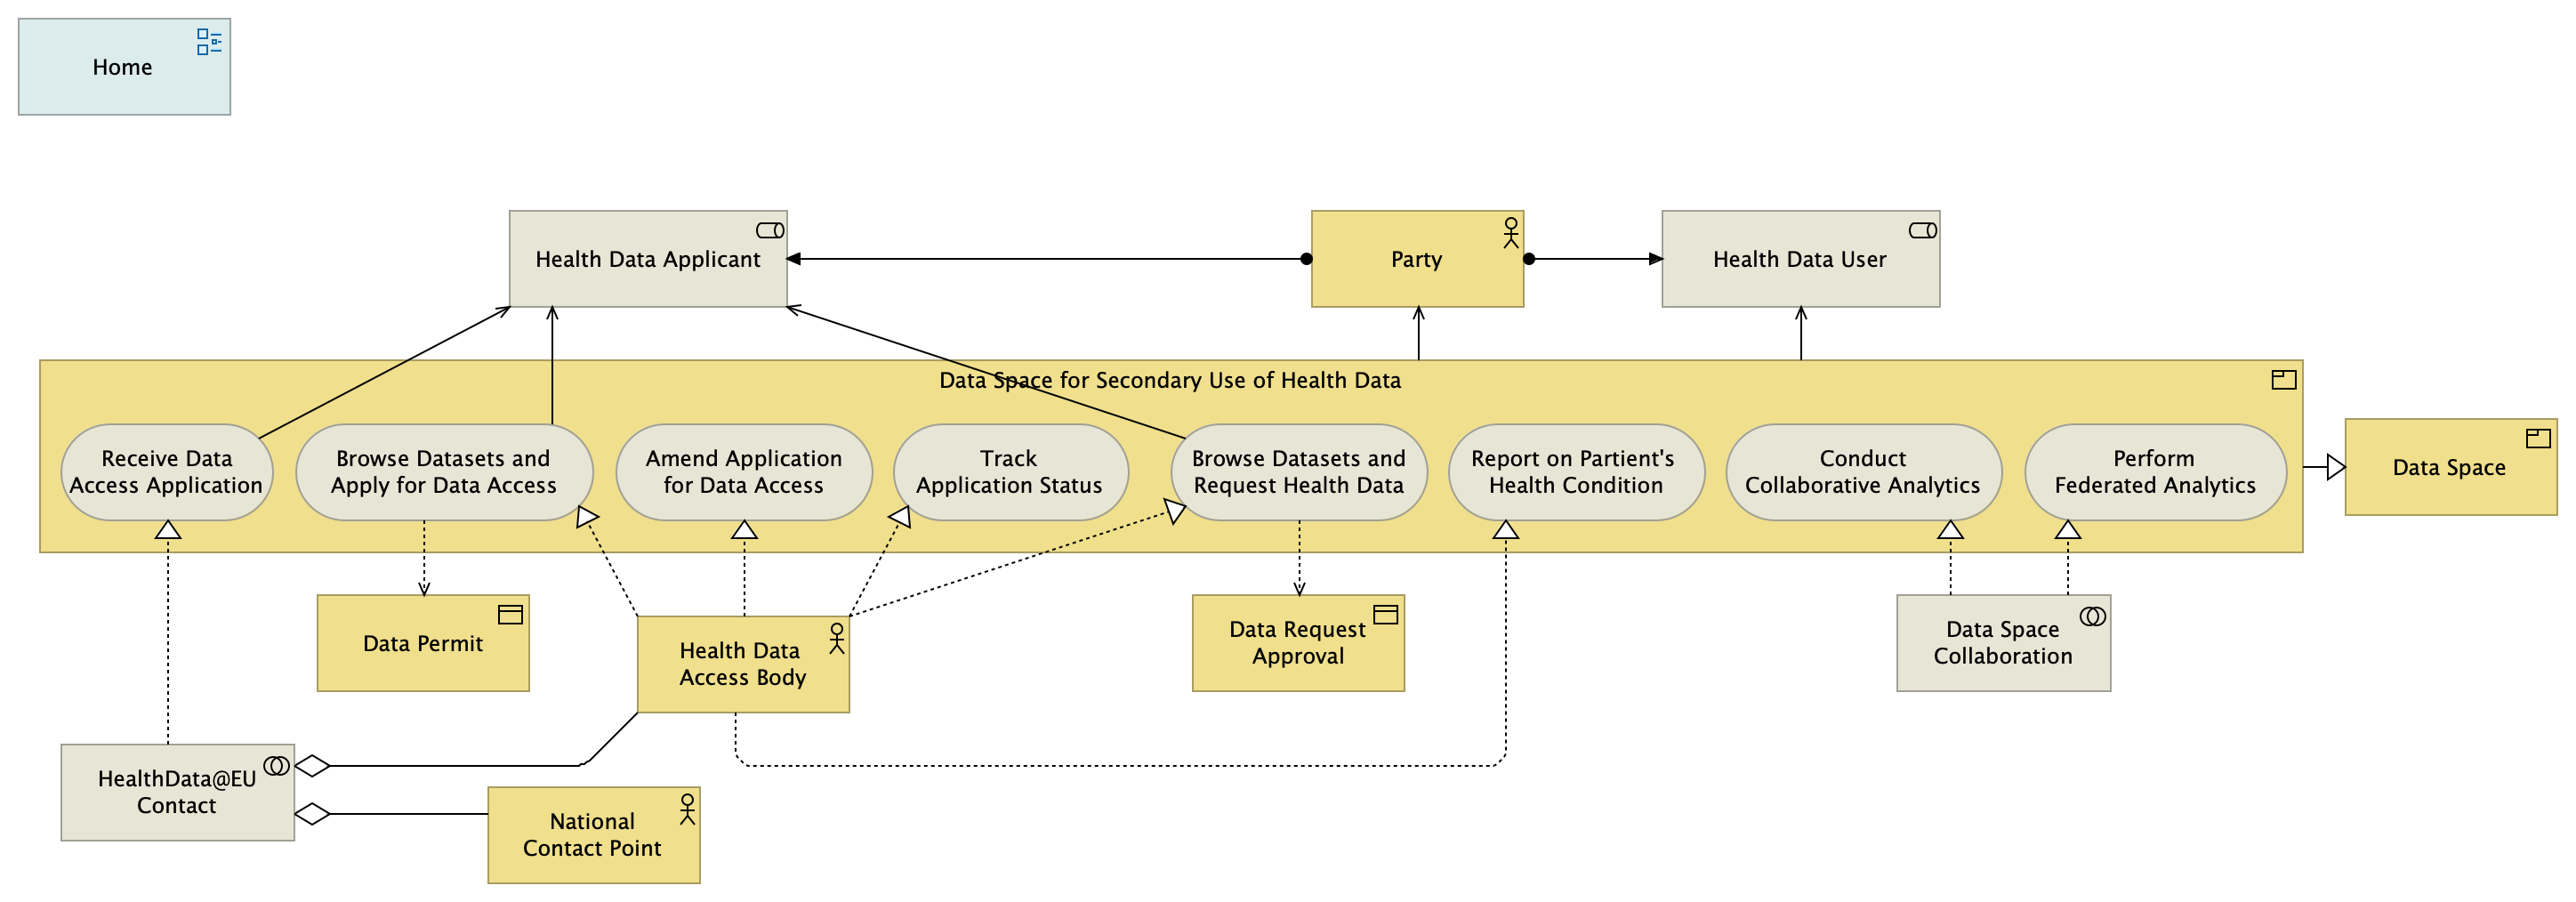 Home
Health Data Applicant
Party
Health Data User
Data Space for Secondary Use of Health Data
Receive Data
Access Application
Browse Datasets and
Apply for Data Access
Amend Application
for Data Access
Track
Application Status
Browse Datasets and
Request Health Data
Report on Partient's
Health Condition
Conduct
Collaborative Analytics
Perform
Federated Analytics
Data Space
Data Permit
Health Data
Access Body
Data Request
Approval
Data Space
Collaboration
HealthData@EU
Contact
National
Contact Point